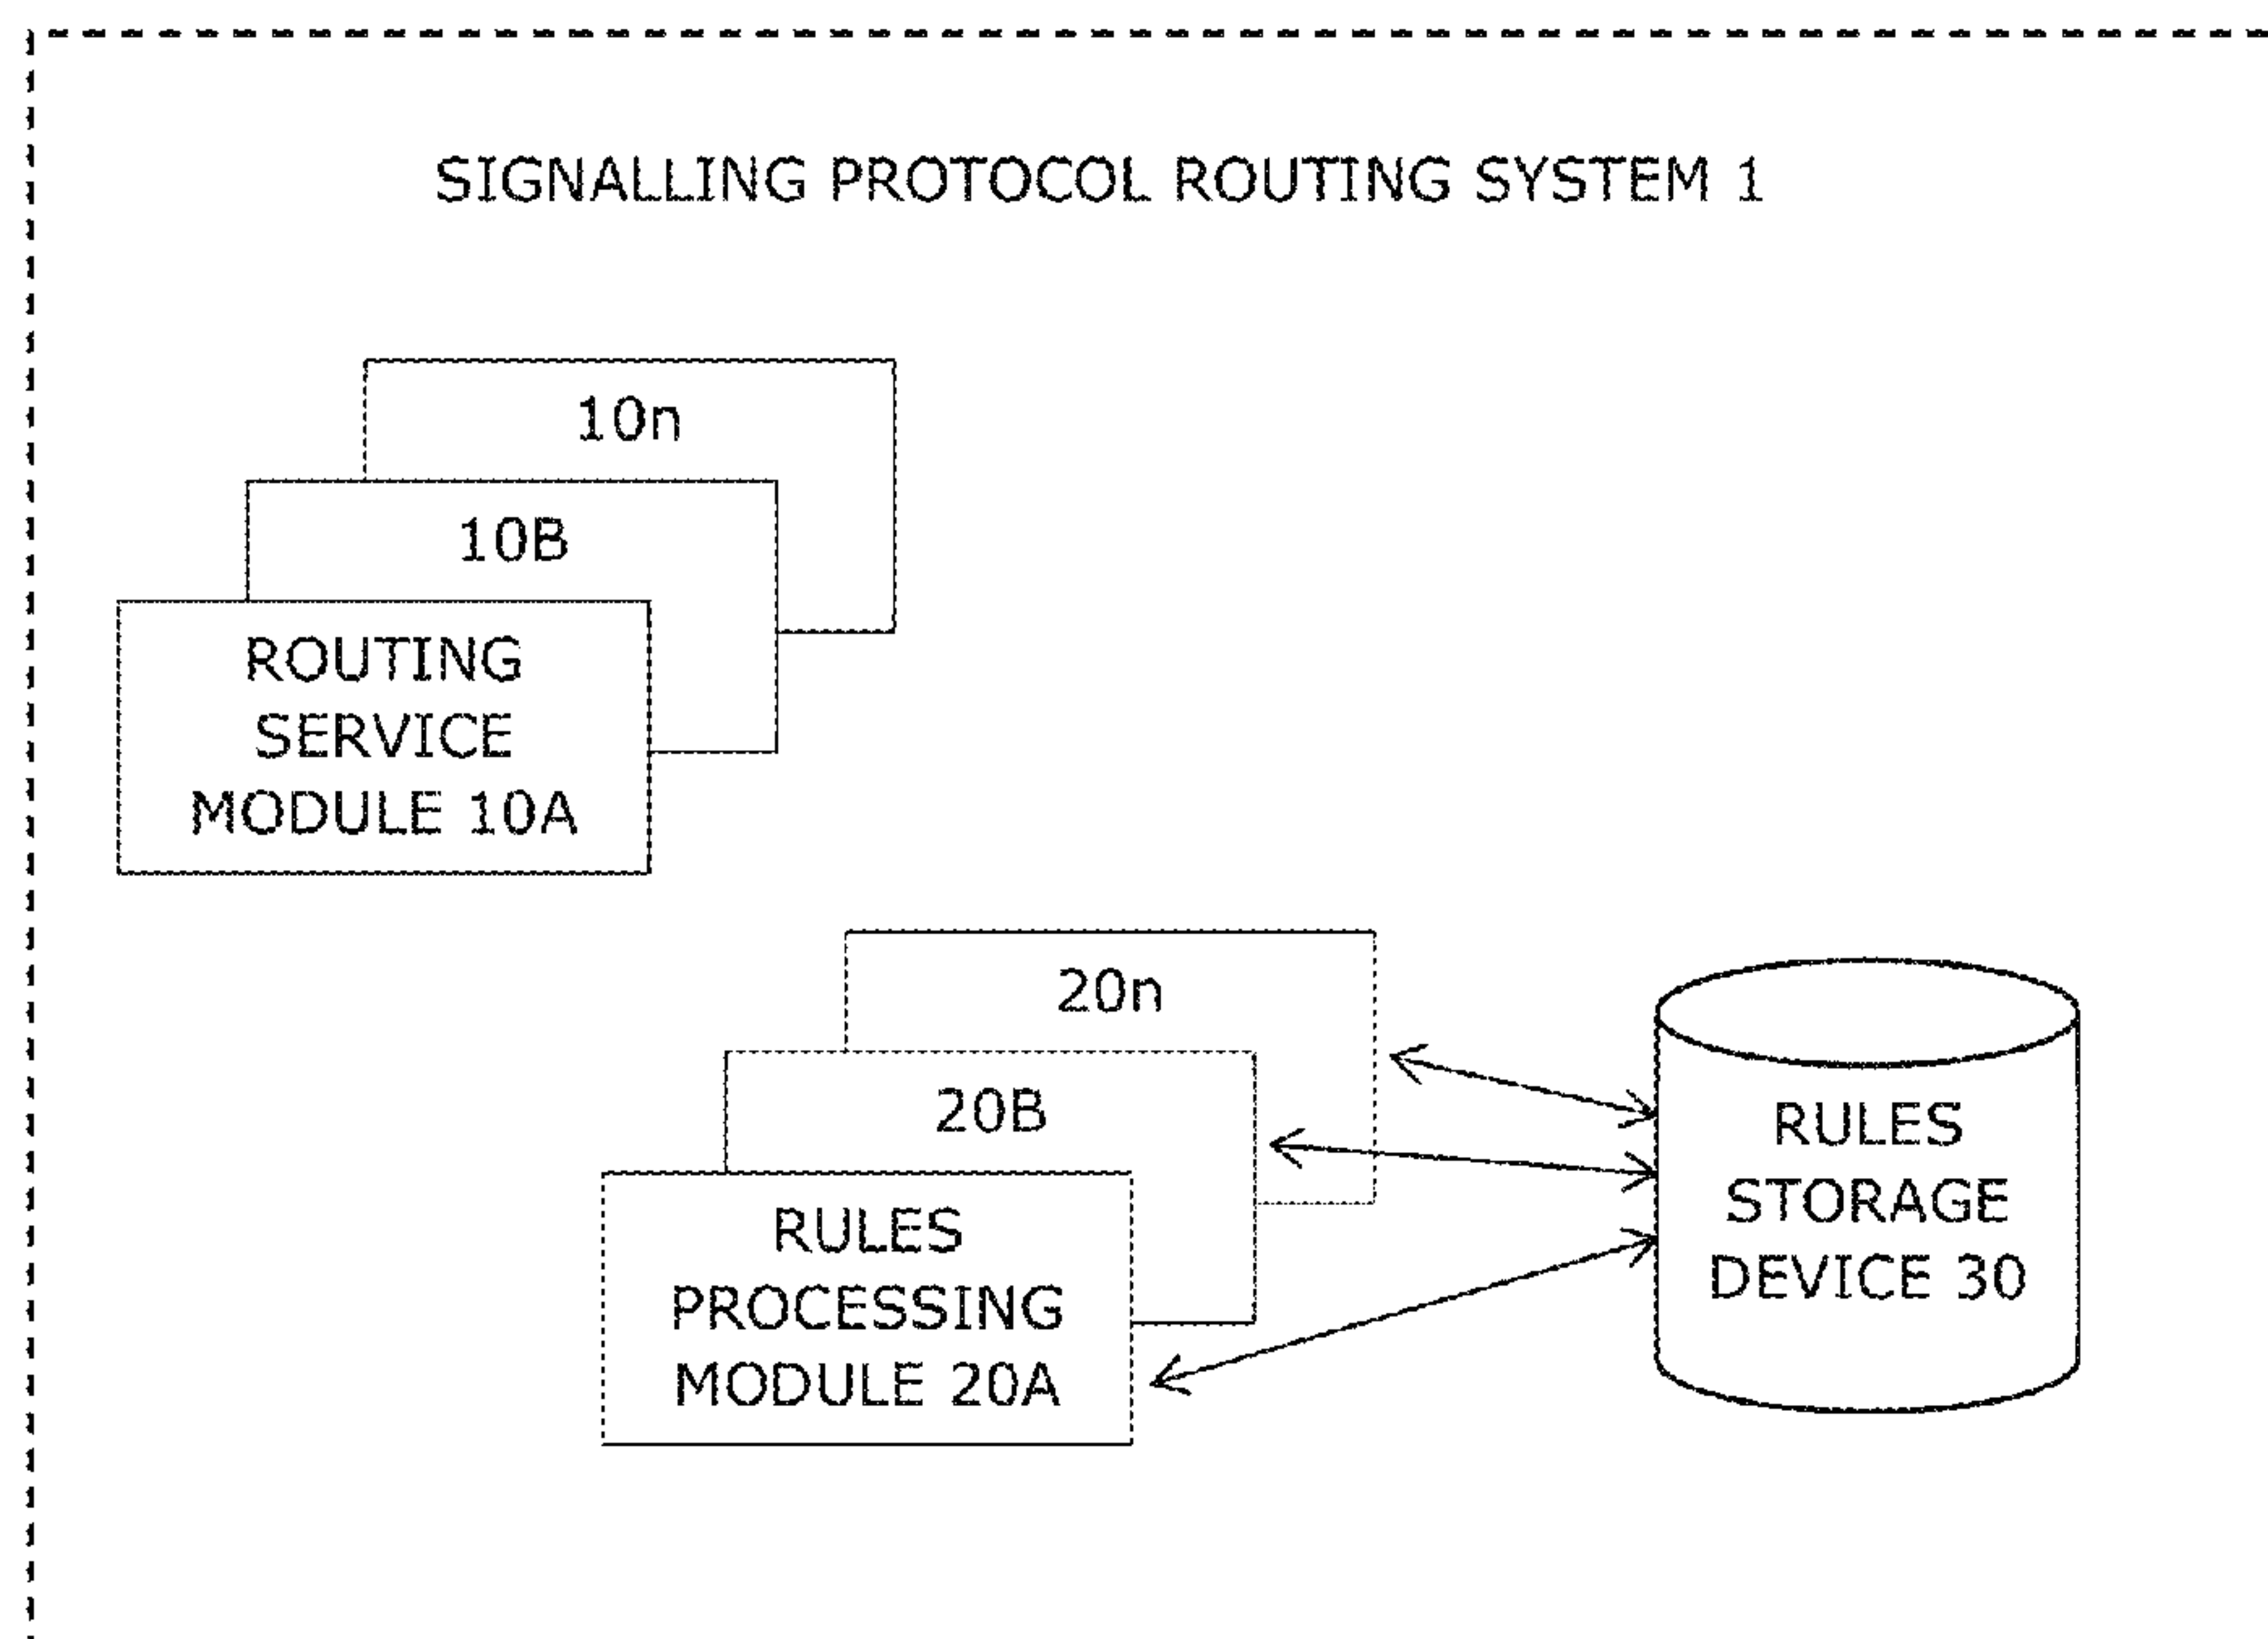 SIGNALLING PROTOCOL ROUTING SYSTEM 1
10n
10B
ROUTING
SERVICE
MODULE 10A
20n
20B
RULES
PROCESSING
MODULE 20A
RULES
STORAGE
DEVICE 30